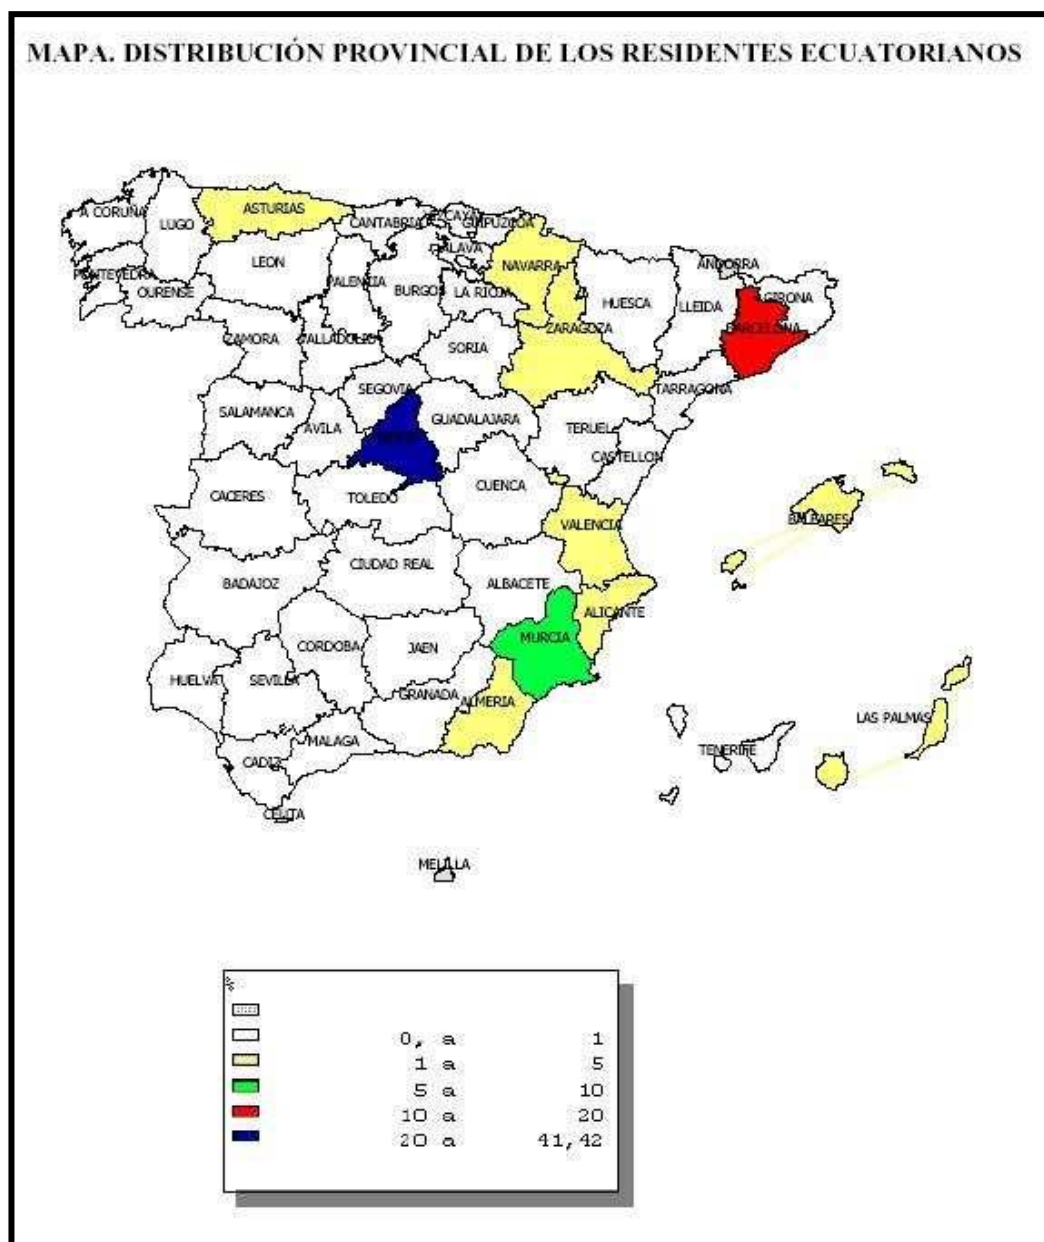 MAPA. DISTRIBUCIÓN PROVINCIAL DE LOS RESIDENTES ECUATORIANOS
A CORUÑA
LUGO
ASTURIAS
CANTABRIA
GUIPUZCOA
ALAVA
NAVARRA
ANDORRA
PONTEVEDRA
OURENSE
LEON
PALENCIA
BURGOS
LA RIOJA
HUESCA
LLEIDA
GIRONA
BARCELONA
ZAMORA
VALLADOLID
SORIA
ZARAGOZA
TARRAGONA
SEGOVIA
SALAMANCA
AVILA
GUADALAJARA
TERUEL
CASTELLON
CACERES
TOLEDO
CUENCA
VALENCIA
BALEARES
BADAJOZ
CIUDAD REAL
ALBACETE
ALICANTE
CORDOBA
JAEN
MURCIA
HUELVA
SEVILLA
GRANADA
ALMERIA
LAS PALMAS
MALAGA
CADIZ
TENERIFE
CEUTA
MELILLA
%
0, a 1
1 a 5
5 a 10
10 a 20
20 a 41,42